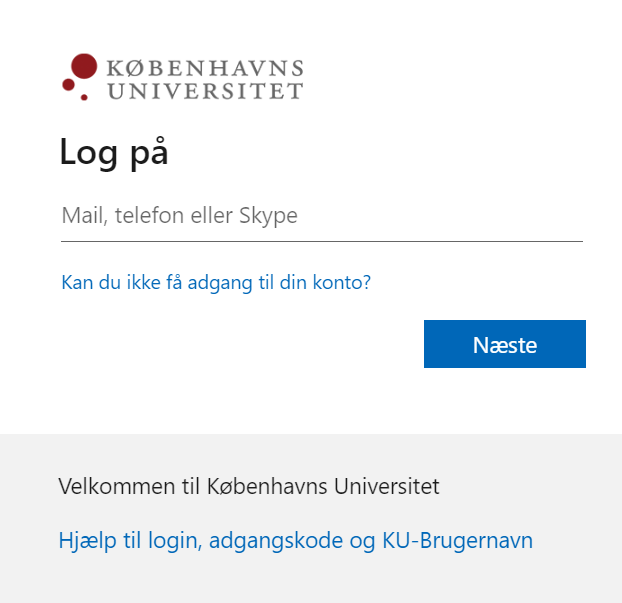 KØBENHAVNS
UNIVERSITET
Log på
Mail, telefon eller Skype
Kan du ikke få adgang til din konto?
Næste
Velkommen til Københavns Universitet
Hjælp til login, adgangskode og KU-Brugernavn